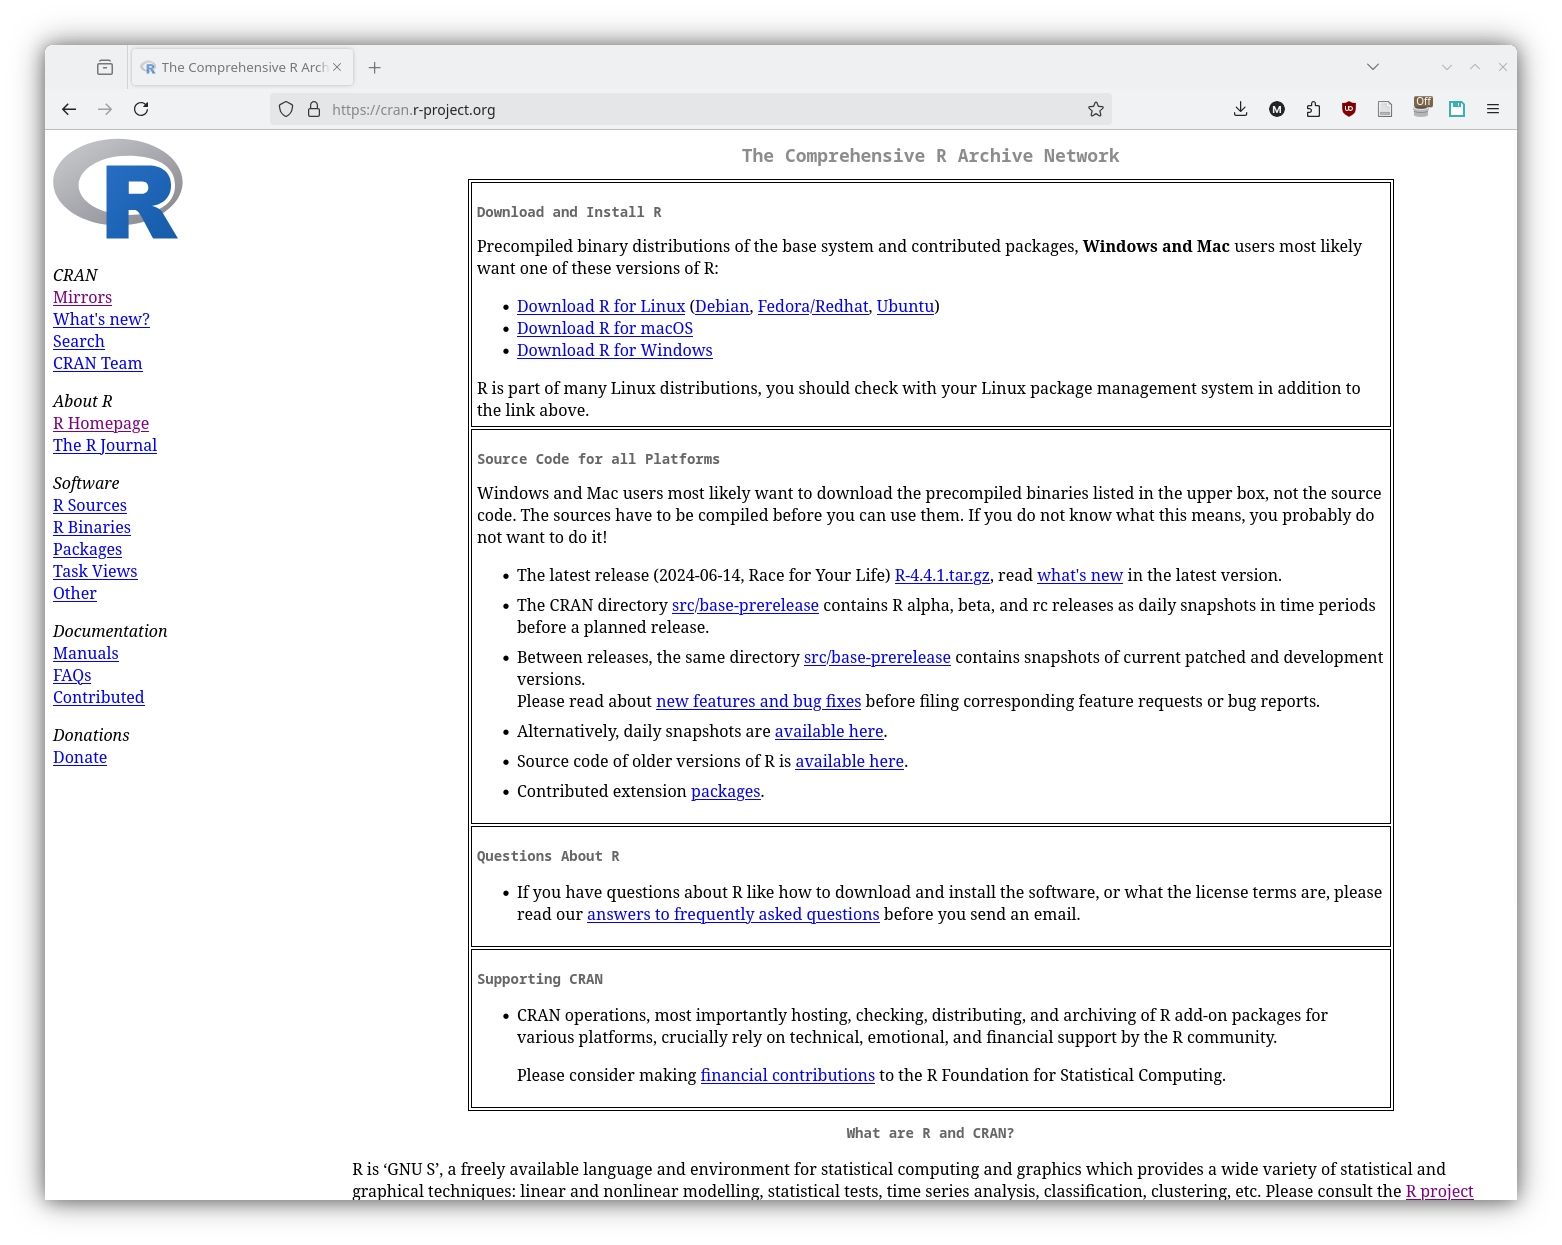 The Comprehensive R Arch
https://cran.r-project.org
Off
R
CRAN
Mirrors
What's new?
Search
CRAN Team
About R
R Homepage
The R Journal
Software
R Sources
R Binaries
Packages
Task Views
Other
Documentation
Manuals
FAQs
Contributed
Donations
Donate
The Comprehensive R Archive Network
Download and Install R
Precompiled binary distributions of the base system and contributed packages, Windows and Mac users most likely
want one of these versions of R:
• Download R for Linux (Debian, Fedora/Redhat, Ubuntu)
• Download R for macOS
• Download R for Windows
R is part of many Linux distributions, you should check with your Linux package management system in addition to
the link above.
Source Code for all Platforms
Windows and Mac users most likely want to download the precompiled binaries listed in the upper box, not the source
code. The sources have to be compiled before you can use them. If you do not know what this means, you probably do
not want to do it!
• The latest release (2024-06-14, Race for Your Life) R-4.4.1.tar.gz, read what's new in the latest version.
• The CRAN directory src/base-prerelease contains R alpha, beta, and rc releases as daily snapshots in time periods
before a planned release.
• Between releases, the same directory src/base-prerelease contains snapshots of current patched and development
versions.
Please read about new features and bug fixes before filing corresponding feature requests or bug reports.
• Alternatively, daily snapshots are available here.
• Source code of older versions of R is available here.
• Contributed extension packages.
Questions About R
• If you have questions about R like how to download and install the software, or what the license terms are, please
read our answers to frequently asked questions before you send an email.
Supporting CRAN
• CRAN operations, most importantly hosting, checking, distributing, and archiving of R add-on packages for
various platforms, crucially rely on technical, emotional, and financial support by the R community.
Please consider making financial contributions to the R Foundation for Statistical Computing.
What are R and CRAN?
R is ‘GNU S’, a freely available language and environment for statistical computing and graphics which provides a wide variety of statistical and
graphical techniques: linear and nonlinear modelling, statistical tests, time series analysis, classification, clustering, etc. Please consult the R project